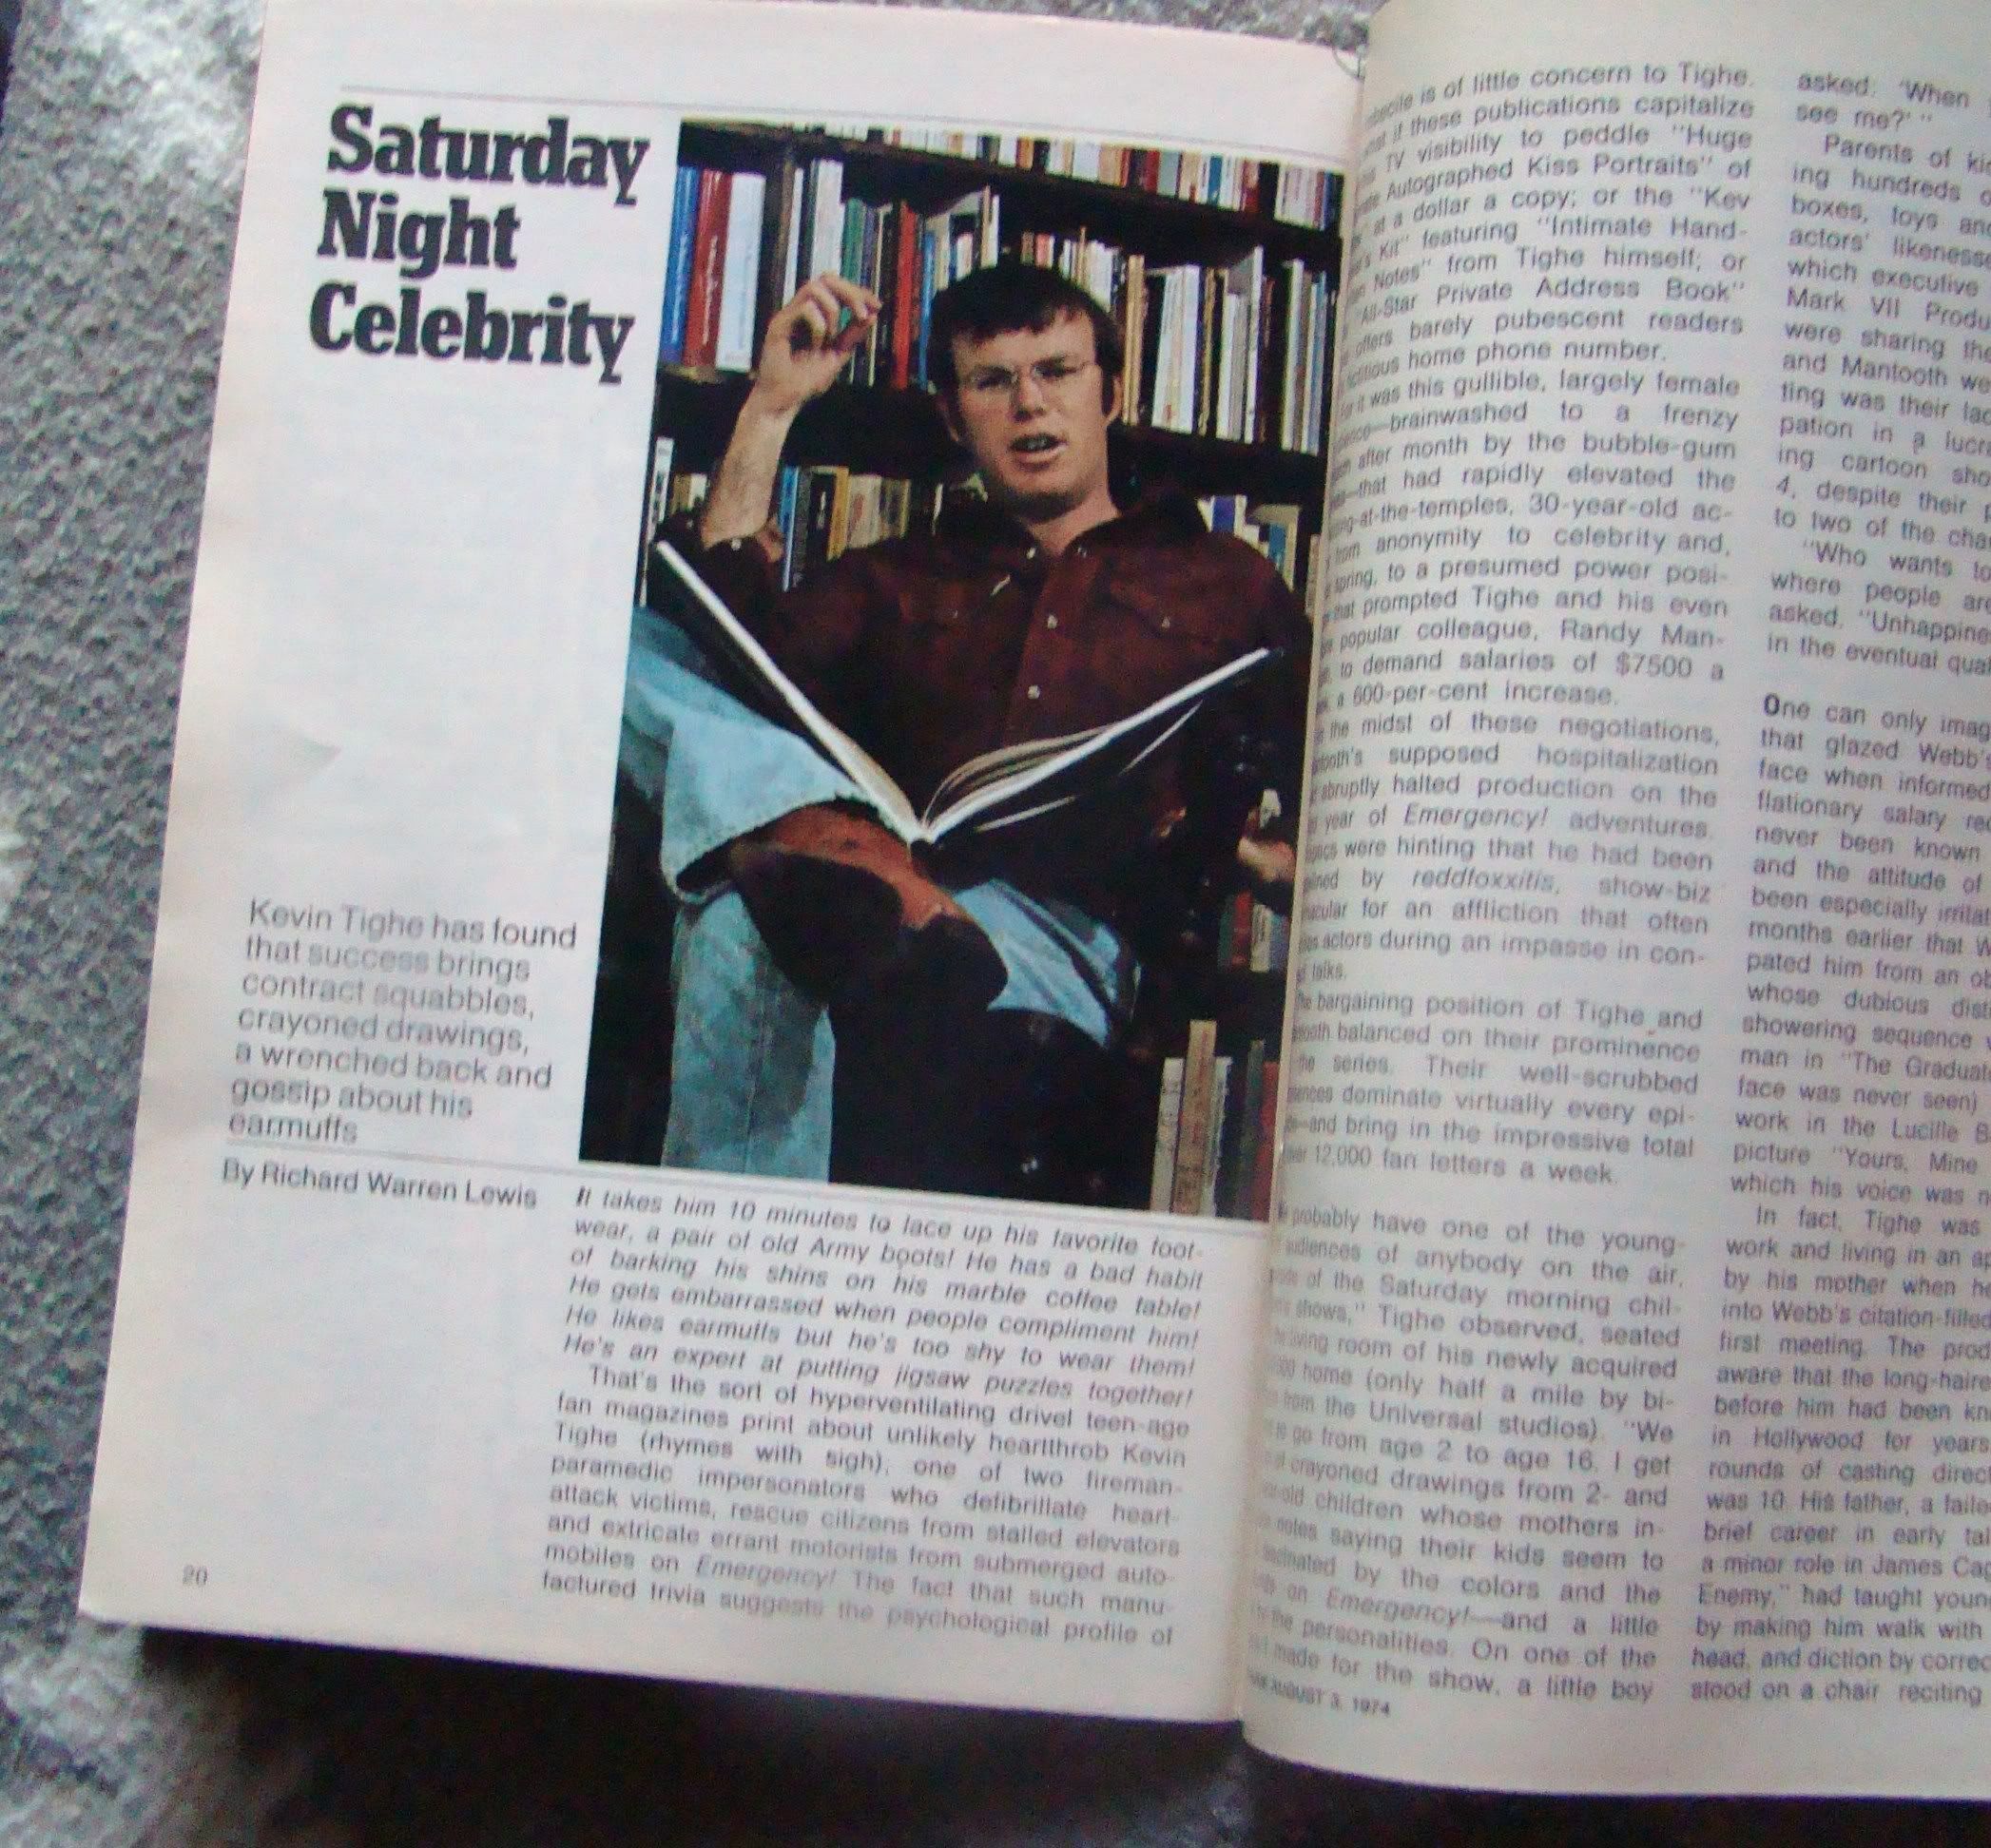 Saturday
Night
Celebrity
Kevin Tighe has found
that success brings
contract squabbles,
crayoned drawings,
a wrenched back and
gossip about his
earmuffs
By Richard Warren Lewis
It takes him 10 minutes to lace up his favorite foot-
wear, a pair of old Army boots! He has a bad habit
of barking his shins on his marble coffee table!
He gets embarrassed when people compliment him!
He likes earmuffs but he's too shy to wear them!
He's an expert at putting jigsaw puzzles together!
That's the sort of hyperventilating drivel teen-age
fan magazines print about unlikely heartthrob Kevin
Tighe (rhymes with sigh), one of two fireman-
paramedic impersonators who defibrillate heart-
attack victims, rescue citizens from stalled elevators
and extricate errant motorists from submerged auto-
mobiles on Emergency! The fact that such manu-
factured trivia suggests the psychological profile of
20
is of little concern to Tighe.
if these publications capitalize
TV visibility to peddle "Huge
Autographed Kiss Portraits" of
at a dollar a copy; or the "Kev
Kit" featuring "Intimate Hand-
Notes" from Tighe himself; or
"All-Star Private Address Book"
offers barely pubescent readers
home phone number.
it was this gullible, largely female
brainwashed to a frenzy
after month by the bubble-gum
that had rapidly elevated the
at-the-temples, 30-year-old ac-
from anonymity to celebrity and,
spring, to a presumed power posi-
that prompted Tighe and his even
popular colleague, Randy Man-
to demand salaries of $7500 a
a 600-per-cent increase.
the midst of these negotiations,
supposed hospitalization
abruptly halted production on the
year of Emergency! adventures.
were hinting that he had been
by reddfoxxitis, show-biz
for an affliction that often
actors during an impasse in con-
talks.
bargaining position of Tighe and
balanced on their prominence
the series. Their well-scrubbed
dominate virtually every epi-
and bring in the impressive total
12,000 fan letters a week.
probably have one of the young-
audiences of anybody on the air,
of the Saturday morning chil-
shows," Tighe observed, seated
living room of his newly acquired
home (only half a mile by bi-
from the Universal studios). "We
go from age 2 to age 16. I get
crayoned drawings from 2- and
children whose mothers in-
notes saying their kids seem to
by the colors and the
on Emergency!—and a little
the personalities. On one of the
made for the show, a little boy
AUGUST 3, 1974
asked: 'When
see me?' "
Parents of
ing hundreds
boxes, toys
actors'
which executive
Mark VII
were sharing
and Mantooth
ting was their
pation in a
ing cartoon
4, despite their
to two of the
"Who wants to
where people
asked.
in the eventual
One can only
that glazed Webb's
face when informed
flationary salary
never been known
and the attitude of
been especially
months earlier that
pated him from an
whose dubious
showering sequence
man in "The
face was never seen)
work in the Lucille
picture "Yours, Mine
which his voice was
In fact, Tighe was
work and living in an
by his mother when
into Webb's citation-filled
first meeting. The
aware that the
before him had been
in Hollywood for years
rounds of casting
was 10. His father, a
brief career in early
a minor role in James
Enemy," had taught
by making him walk with
head, and diction by
stood on a chair reciting